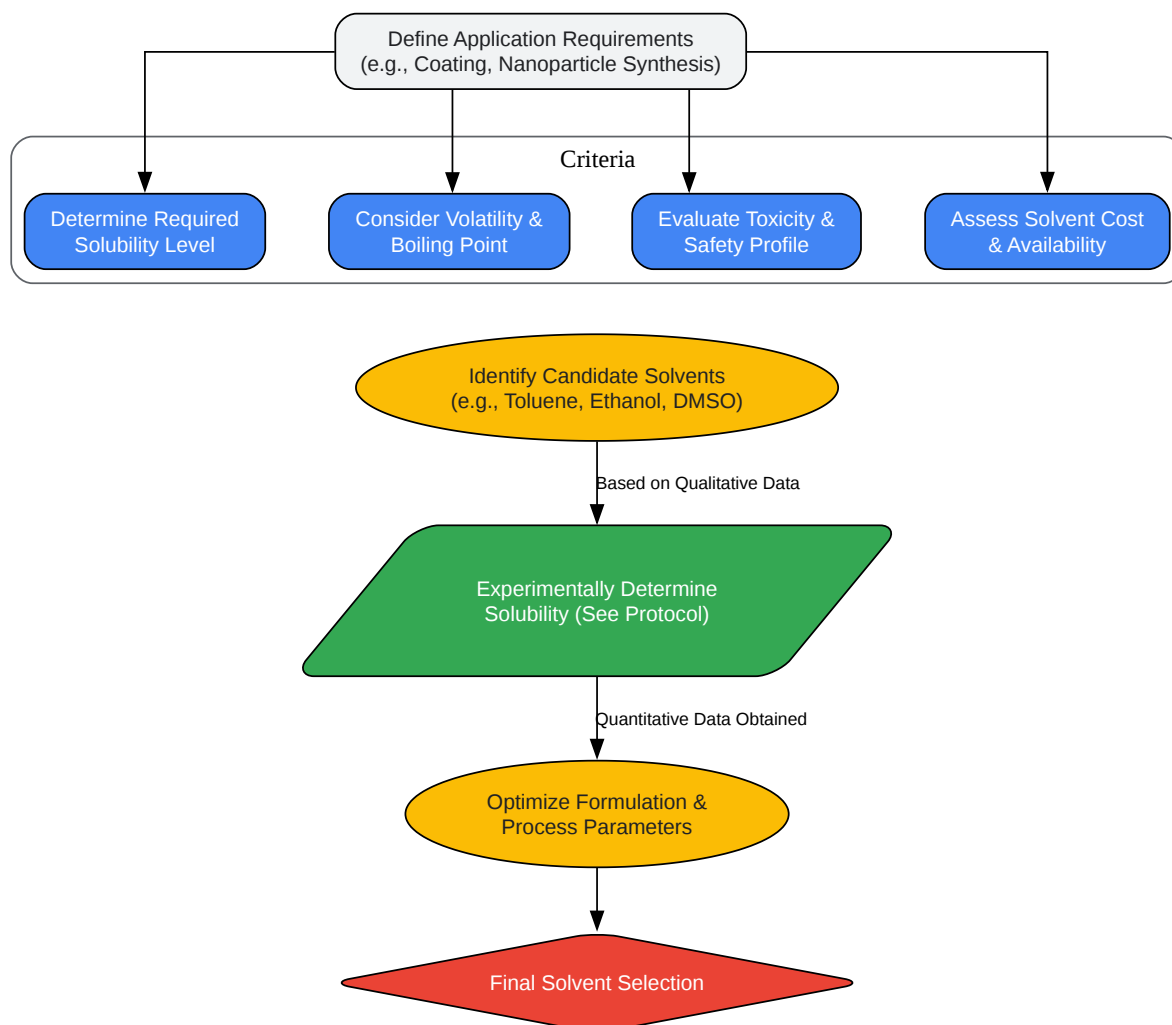 Define Application Requirements
(e.g., Coating, Nanoparticle Synthesis)
Criteria
Determine Required
Solubility Level
Consider Volatility &
Boiling Point
Evaluate Toxicity &
Safety Profile
Assess Solvent Cost
& Availability
Identify Candidate Solvents
(e.g., Toluene, Ethanol, DMSO)
Based on Qualitative Data
Experimentally Determine
Solubility (See Protocol)
Quantitative Data Obtained
Optimize Formulation &
Process Parameters
Final Solvent Selection